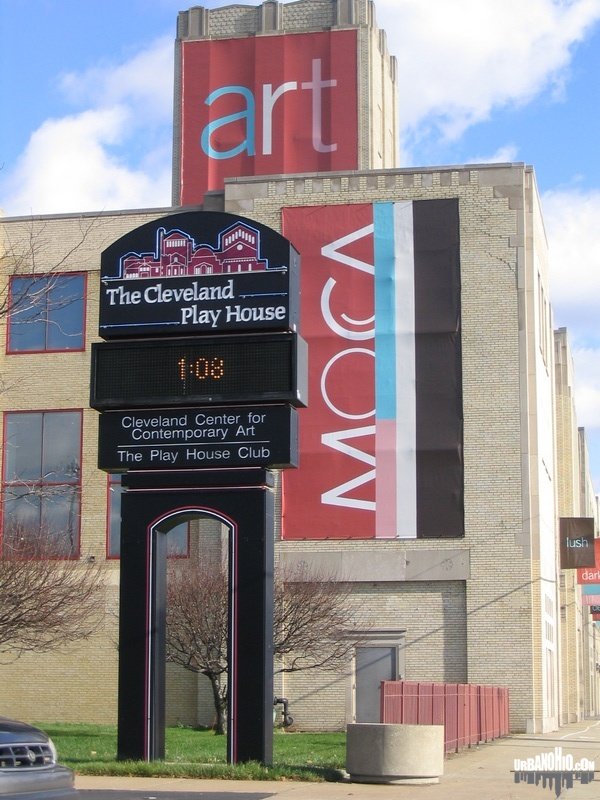 art
The Cleveland
Play House
1:08
Cleveland Center for
Contemporary Art
The Play House Club
MOCA
lush
dark
URBANOHIO.COM